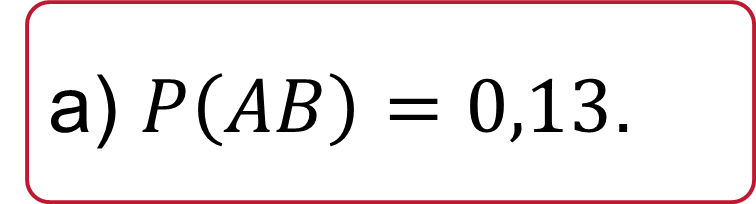 a) P(AB) = 0,13.